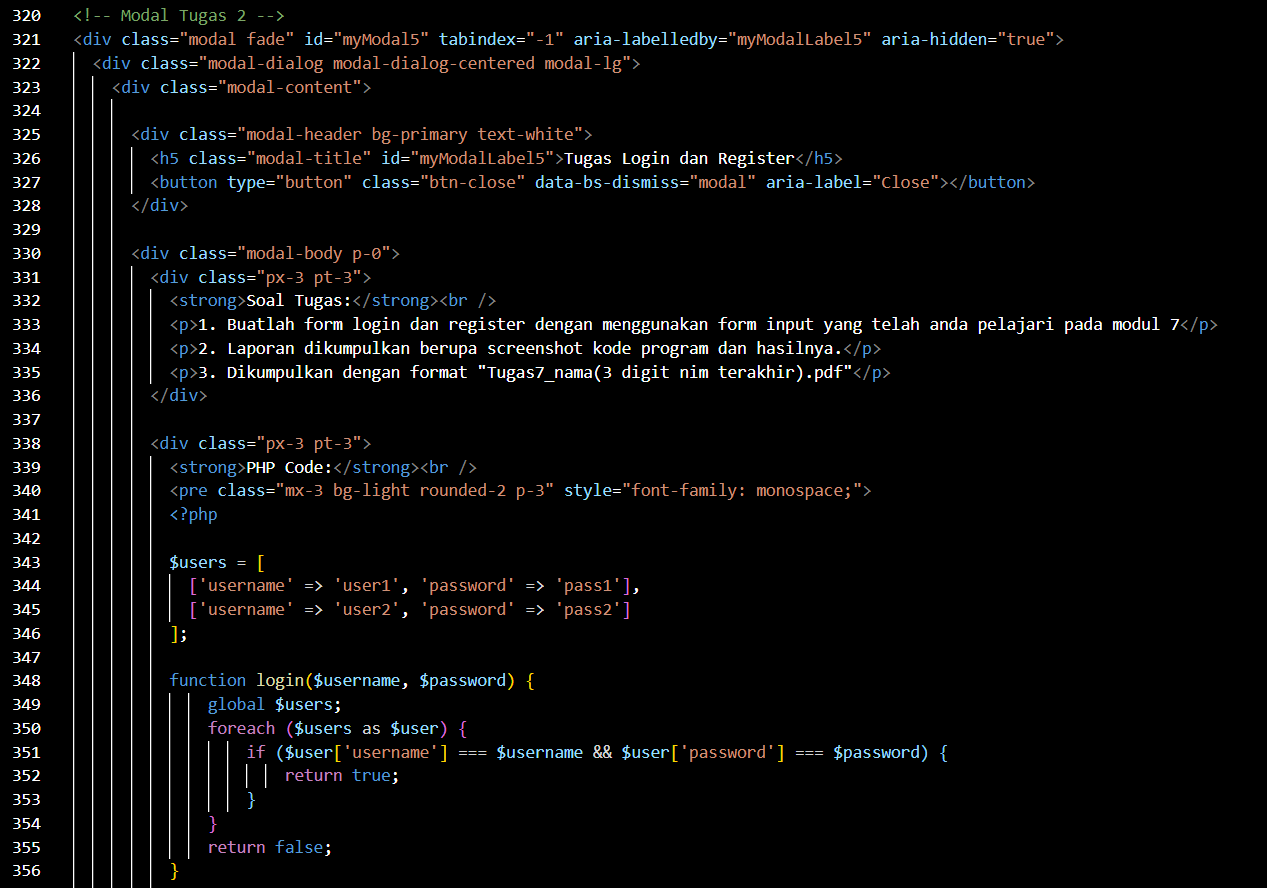 320 <!-- Modal Tugas 2 -->
321 <div class="modal fade" id="myModal5" tabindex="-1" aria-labelledby="myModalLabel5" aria-hidden="true">
322 <div class="modal-dialog modal-dialog-centered modal-lg">
323 <div class="modal-content">
324
325 <div class="modal-header bg-primary text-white">
326 <h5 class="modal-title" id="myModalLabel5">Tugas Login dan Register</h5>
327 <button type="button" class="btn-close" data-bs-dismiss="modal" aria-label="Close"></button>
328 </div>
329
330 <div class="modal-body p-0">
331 <div class="px-3 pt-3">
332 <strong>Soal Tugas:</strong><br />
333 <p>1. Buatlah form login dan register dengan menggunakan form input yang telah anda pelajari pada modul 7</p>
334 <p>2. Laporan dikumpulkan berupa screenshot kode program dan hasilnya.</p>
335 <p>3. Dikumpulkan dengan format "Tugas7_nama(3 digit nim terakhir).pdf"</p>
336 </div>
337
338 <div class="px-3 pt-3">
339 <strong>PHP Code:</strong><br />
340 <pre class="mx-3 bg-light rounded-2 p-3" style="font-family: monospace;">
341 <?php
342
343 $users = [
344 ['username' => 'user1', 'password' => 'pass1'],
345 ['username' => 'user2', 'password' => 'pass2']
346 ];
347
348 function login($username, $password) {
349 global $users;
350 foreach ($users as $user) {
351 if ($user['username'] === $username && $user['password'] === $password) {
352 return true;
353 }
354 }
355 return false;
356 }